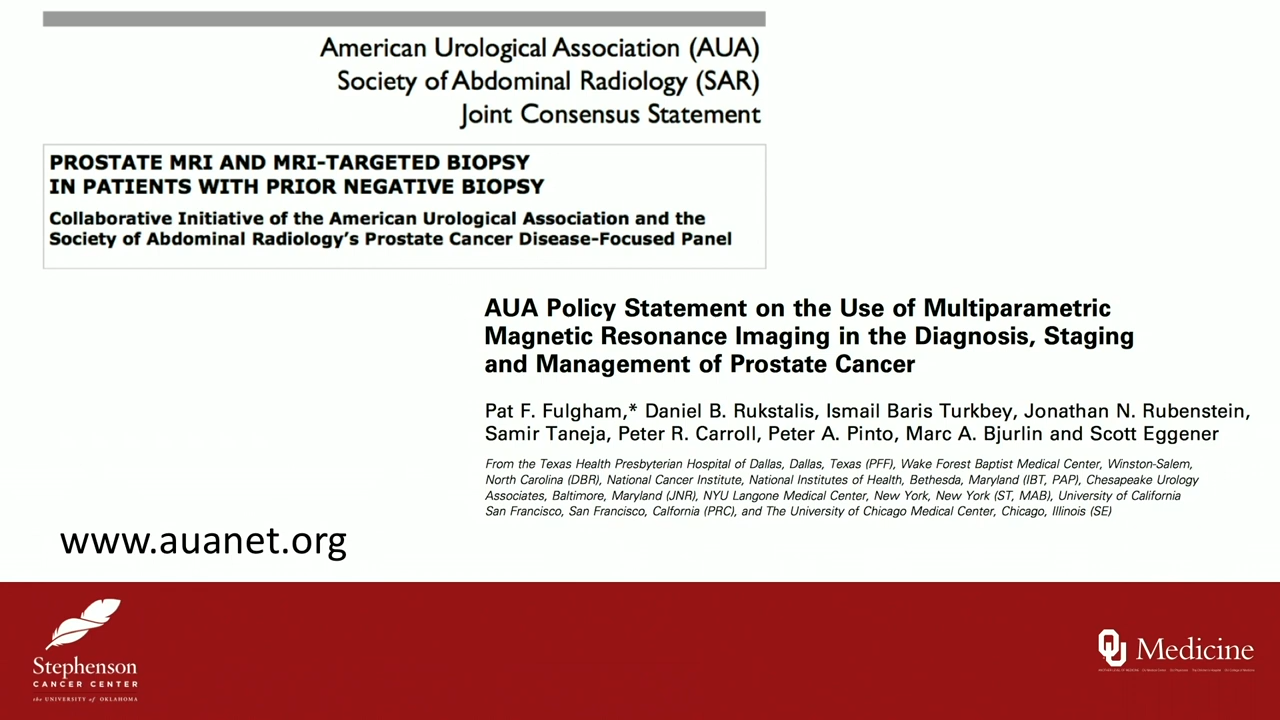 American Urological Association (AUA)
Society of Abdominal Radiology (SAR)
Joint Consensus Statement
PROSTATE MRI AND MRI-TARGETED BIOPSY
IN PATIENTS WITH PRIOR NEGATIVE BIOPSY
Collaborative Initiative of the American Urological Association and the
Society of Abdominal Radiology's Prostate Cancer Disease-Focused Panel
AUA Policy Statement on the Use of Multiparametric
Magnetic Resonance Imaging in the Diagnosis, Staging
and Management of Prostate Cancer
Pat F. Fulgham,* Daniel B. Rukstalis, Ismail Baris Turkbey, Jonathan N. Rubenstein,
Samir Taneja, Peter R. Carroll, Peter A. Pinto, Marc A. Bjurlin and Scott Eggener
From the Texas Health Presbyterian Hospital of Dallas, Dallas, Texas (PFF), Wake Forest Baptist Medical Center, Winston-Salem,
North Carolina (DBR), National Cancer Institute, National Institutes of Health, Bethesda, Maryland (IBT, PAP), Chesapeake Urology
Associates, Baltimore, Maryland (JNR), NYU Langone Medical Center, New York, New York (ST, MAB), University of California
San Francisco, San Francisco, Calfornia (PRC), and The University of Chicago Medical Center, Chicago, Illinois (SE)
www.auanet.org
Stephenson
CANCER CENTER
the UNIVERSITY of OKLAHOMA
OU Medicine